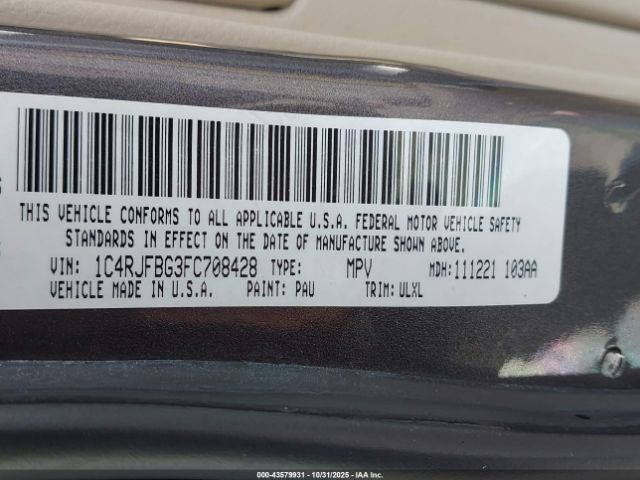 THIS VEHICLE CONFORMS TO ALL APPLICABLE U.S.A. FEDERAL MOTOR VEHICLE SAFETY
STANDARDS IN EFFECT ON THE DATE OF MANUFACTURE SHOWN ABOVE.
VIN: 1C4RJFBG3FC708428 TYPE: MPV MDH:111221 103AA
VEHICLE MADE IN U.S.A. PAINT: PAU TRIM: ULXL
000-43579931 - 10/31/2025 - IAA Inc.